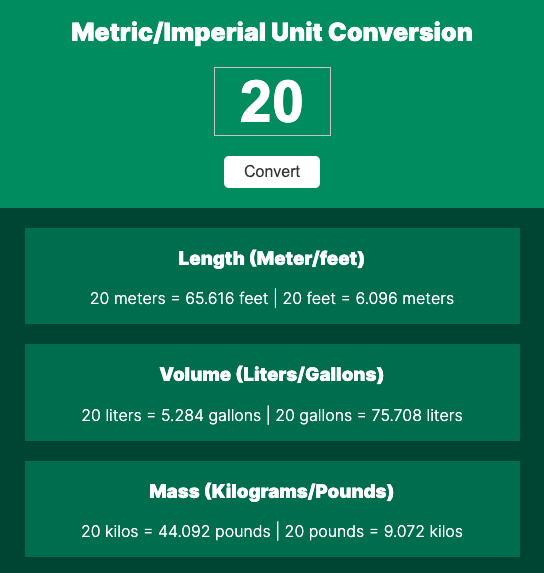 Metric/Imperial Unit Conversion
20
Convert
Length (Meter/feet)
20 meters = 65.616 feet | 20 feet = 6.096 meters
Volume (Liters/Gallons)
20 liters = 5.284 gallons | 20 gallons = 75.708 liters
Mass (Kilograms/Pounds)
20 kilos = 44.092 pounds | 20 pounds = 9.072 kilos